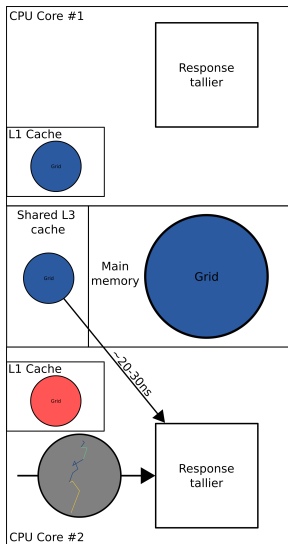 CPU Core #1
Response
tallier
L1 Cache
Grid
Shared L3
cache
Grid
Main
memory
Grid
~20-30ns
L1 Cache
Grid
Response
tallier
CPU Core #2